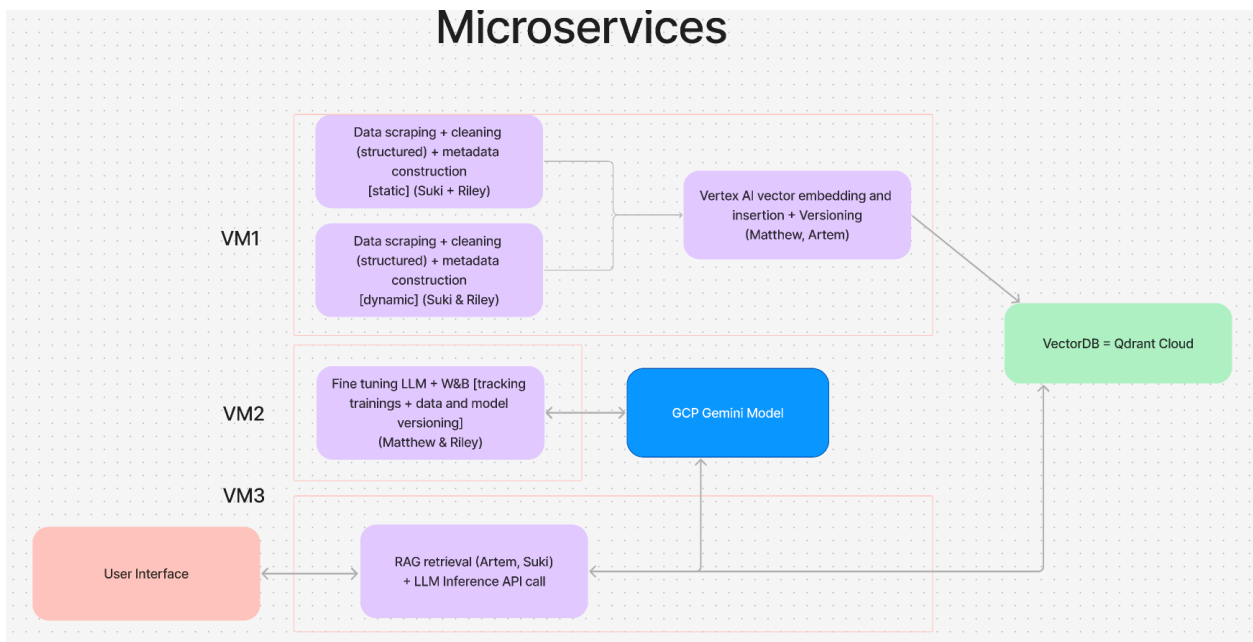 Microservices
VM1
Data scraping + cleaning
(structured) + metadata
construction
[static] (Suki + Riley)
Data scraping + cleaning
(structured) + metadata
construction
[dynamic] (Suki & Riley)
Vertex AI vector embedding and
insertion + Versioning
(Matthew, Artem)
VectorDB = Qdrant Cloud
VM2
Fine tuning LLM + W&B [tracking
trainings + data and model
versioning]
(Matthew & Riley)
GCP Gemini Model
VM3
User Interface
RAG retrieval (Artem, Suki)
+ LLM Inference API call